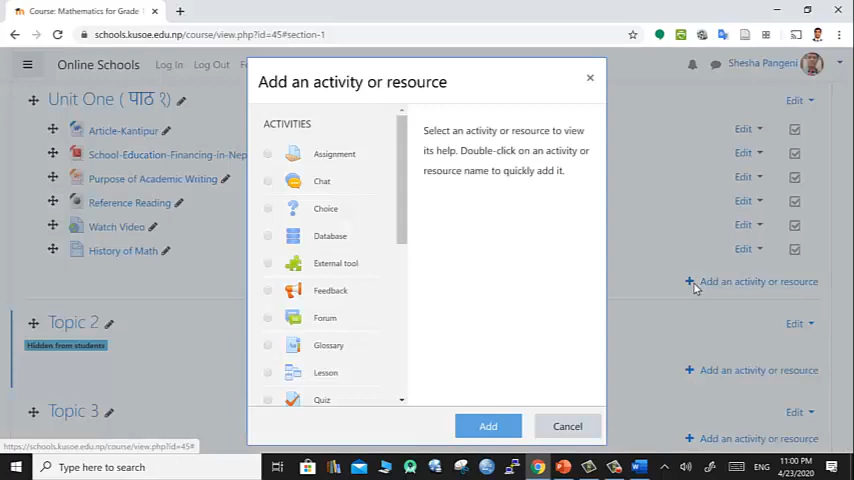 Course: Mathematics for Grade
schools.kusoe.edu.np/course/view.php?id=45#section-1
Online Schools Log In Log Out Shesha Pangeni
Unit One ( पाठ १) Edit
Article-Kantipur Edit
School-Education-Financing-in-Nep Edit
Purpose of Academic Writing Edit
Reference Reading Edit
Watch Video Edit
History of Math Edit
+ Add an activity or resource
Topic 2 Edit
Hidden from students
+ Add an activity or resource
Topic 3 Edit
+ Add an activity or resource
Add an activity or resource
ACTIVITIES
Assignment
Chat
Choice
Database
External tool
Feedback
Forum
Glossary
Lesson
Quiz
Select an activity or resource to view
its help. Double-click on an activity or
resource name to quickly add it.
Add Cancel
https://schools.kusoe.edu.np/course/view.php?id=45#
Type here to search
ENG
11:00 PM
4/23/2020